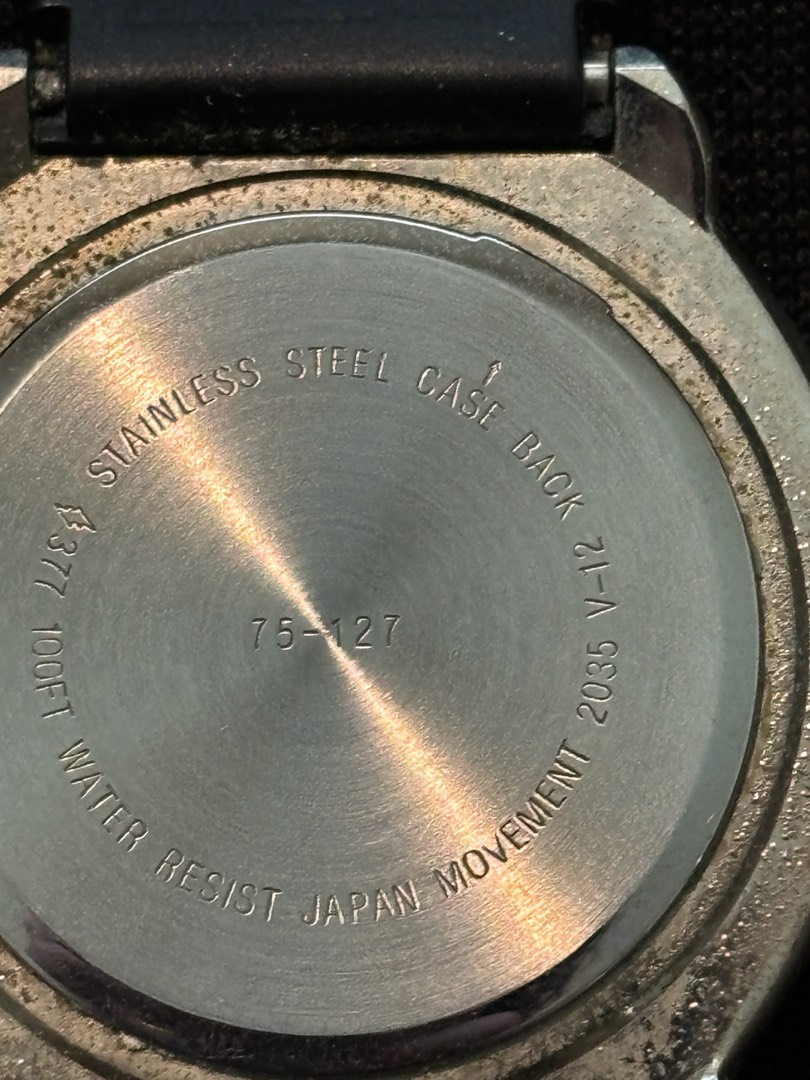 STAINLESS STEEL CASE BACK
V-12
2035
JAPAN MOVEMENT
100FT WATER RESIST
377
75-127